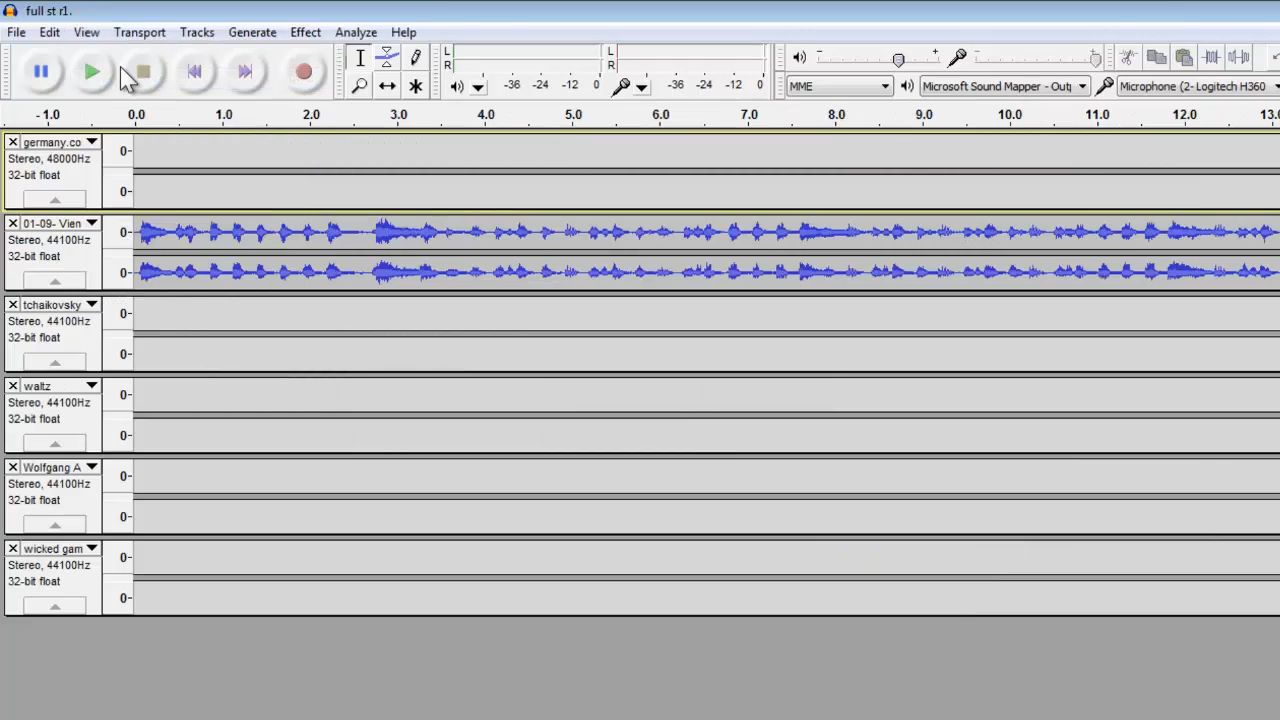 full st r1.
File Edit View Transport Tracks Generate Effect Analyze Help
L R -36 -24 -12 0 L R -36 -24 -12 0
MME Microsoft Sound Mapper - Outp Microphone (2- Logitech H360
-1.0 0.0 1.0 2.0 3.0 4.0 5.0 6.0 7.0 8.0 9.0 10.0 11.0 12.0 13.0
germany.co 0-
Stereo, 48000Hz
32-bit float 0-
01-09- Vien 0-
Stereo, 44100Hz
32-bit float 0-
tchaikovsky 0-
Stereo, 44100Hz
32-bit float 0-
waltz 0-
Stereo, 44100Hz
32-bit float 0-
Wolfgang A 0-
Stereo, 44100Hz
32-bit float 0-
wicked gam 0-
Stereo, 44100Hz
32-bit float 0-